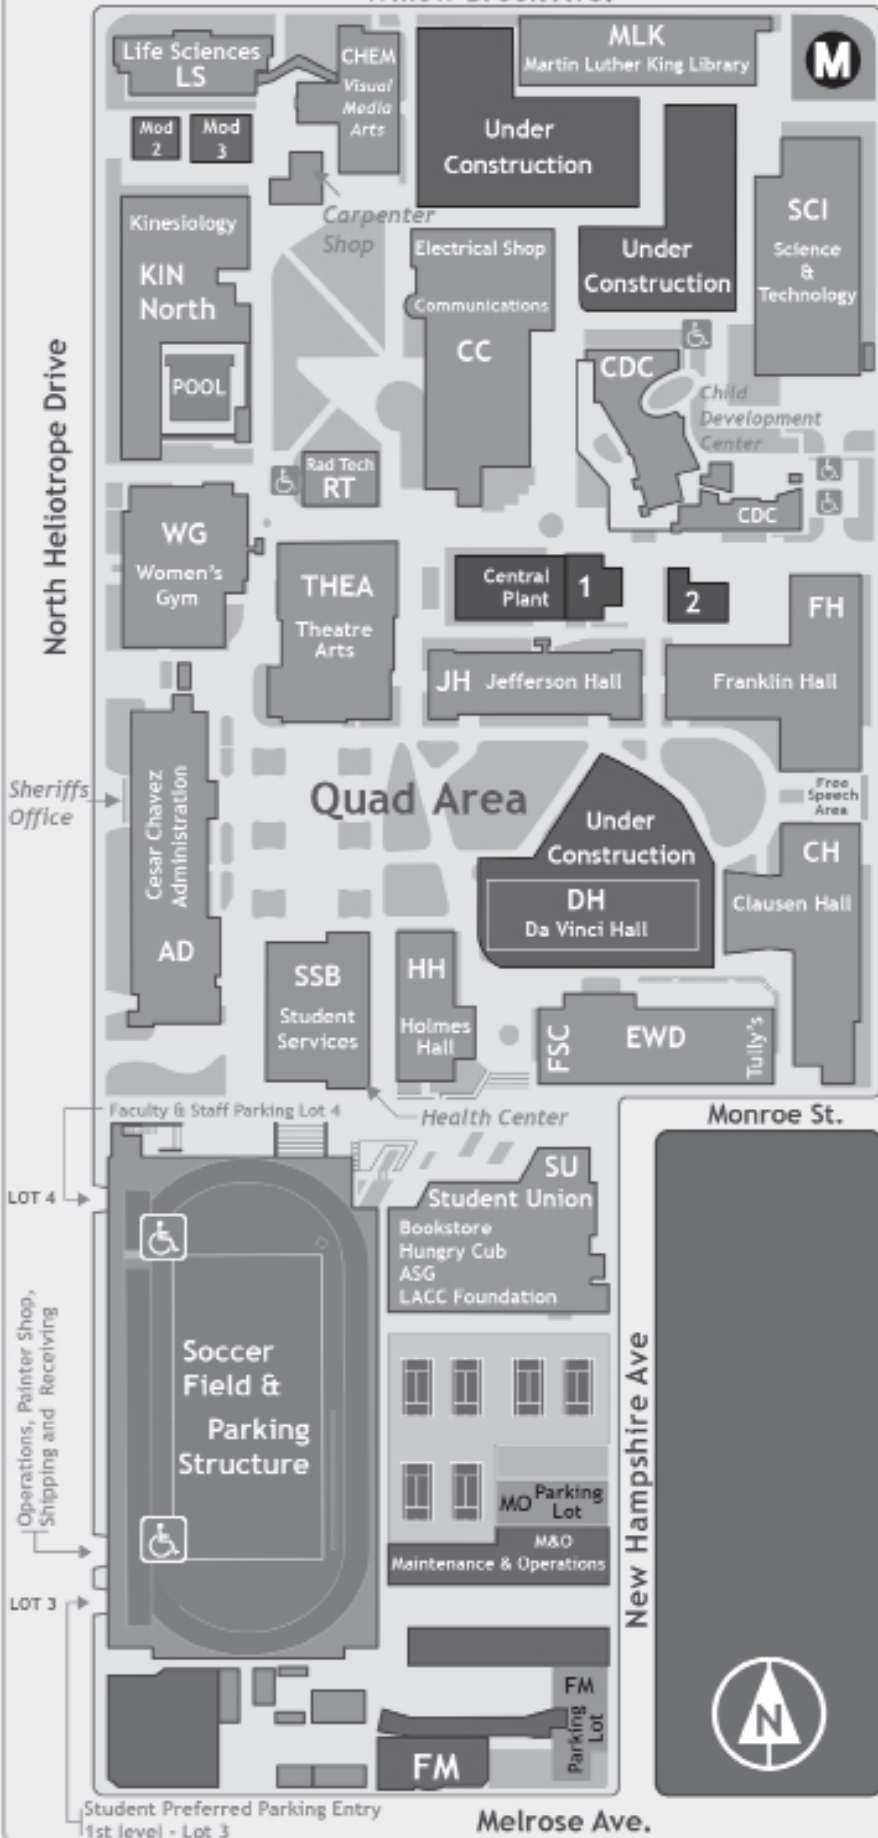 Life Sciences
LS
CHEM
Visual
Media
Arts
MLK
Martin Luther King Library
M
Mod
2
Mod
3
Under
Construction
Carpenter
Shop
Kinesiology
KIN
North
POOL
Electrical Shop
Communications
CC
Under
Construction
SCI
Science
&
Technology
CDC
Child
Development
Center
CDC
North Heliotrope Drive
Rad Tech
RT
WG
Women's
Gym
THEA
Theatre
Arts
Central
Plant
1
2
FH
Franklin Hall
JH Jefferson Hall
Sheriffs
Office
Cesar Chavez
Administration
AD
Quad Area
Under
Construction
DH
Da Vinci Hall
Free
Speech
Area
CH
Clausen Hall
SSB
Student
Services
HH
Holmes
Hall
FSC
EWD
Tully's
Faculty & Staff Parking Lot 4
Health Center
Monroe St.
LOT 4
SU
Student Union
Bookstore
Hungry Cub
ASG
LACC Foundation
Soccer
Field &
Parking
Structure
Operations, Painter Shop,
Shipping and Receiving
MO Parking
Lot
M&O
Maintenance & Operations
New Hampshire Ave
LOT 3
FM
Parking
Lot
FM
N
Student Preferred Parking Entry
1st level - Lot 3
Melrose Ave.